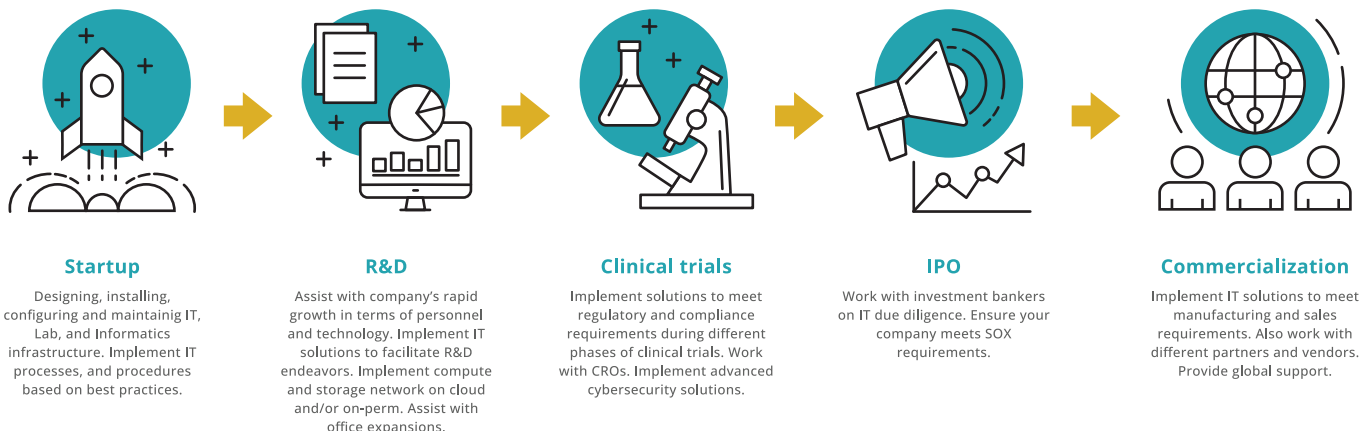 Startup
Designing, installing,
configuring and maintainig IT,
Lab, and Informatics
infrastructure. Implement IT
processes, and procedures
based on best practices.
R&D
Assist with company's rapid
growth in terms of personnel
and technology. Implement IT
solutions to facilitate R&D
endeavors. Implement compute
and storage network on cloud
and/or on-perm. Assist with
office expansions.
Clinical trials
Implement solutions to meet
regulatory and compliance
requirements during different
phases of clinical trials. Work
with CROs. Implement advanced
cybersecurity solutions.
IPO
Work with investment bankers
on IT due diligence. Ensure your
company meets SOX
requirements.
Commercialization
Implement IT solutions to meet
manufacturing and sales
requirements. Also work with
different partners and vendors.
Provide global support.